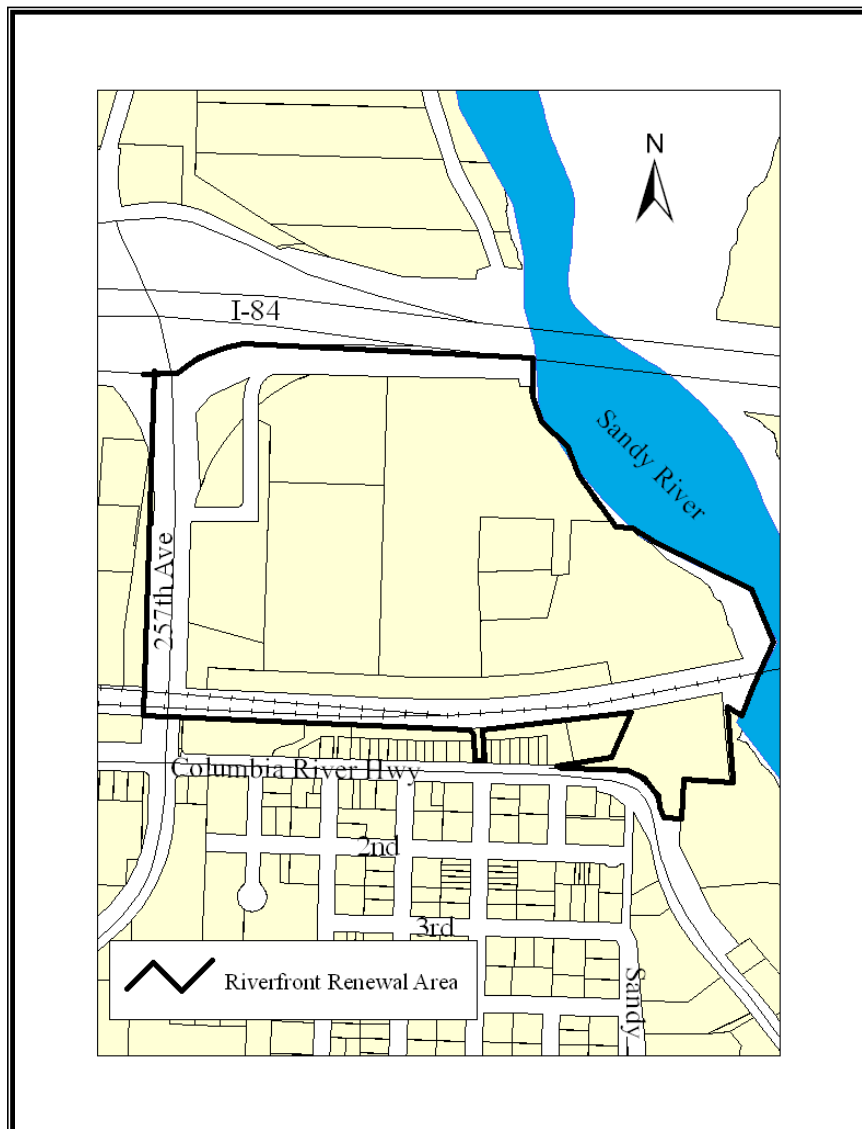 N
I-84
Sandy River
257th Ave
Columbia River Hwy
2nd
3rd
Sandy
Riverfront Renewal Area